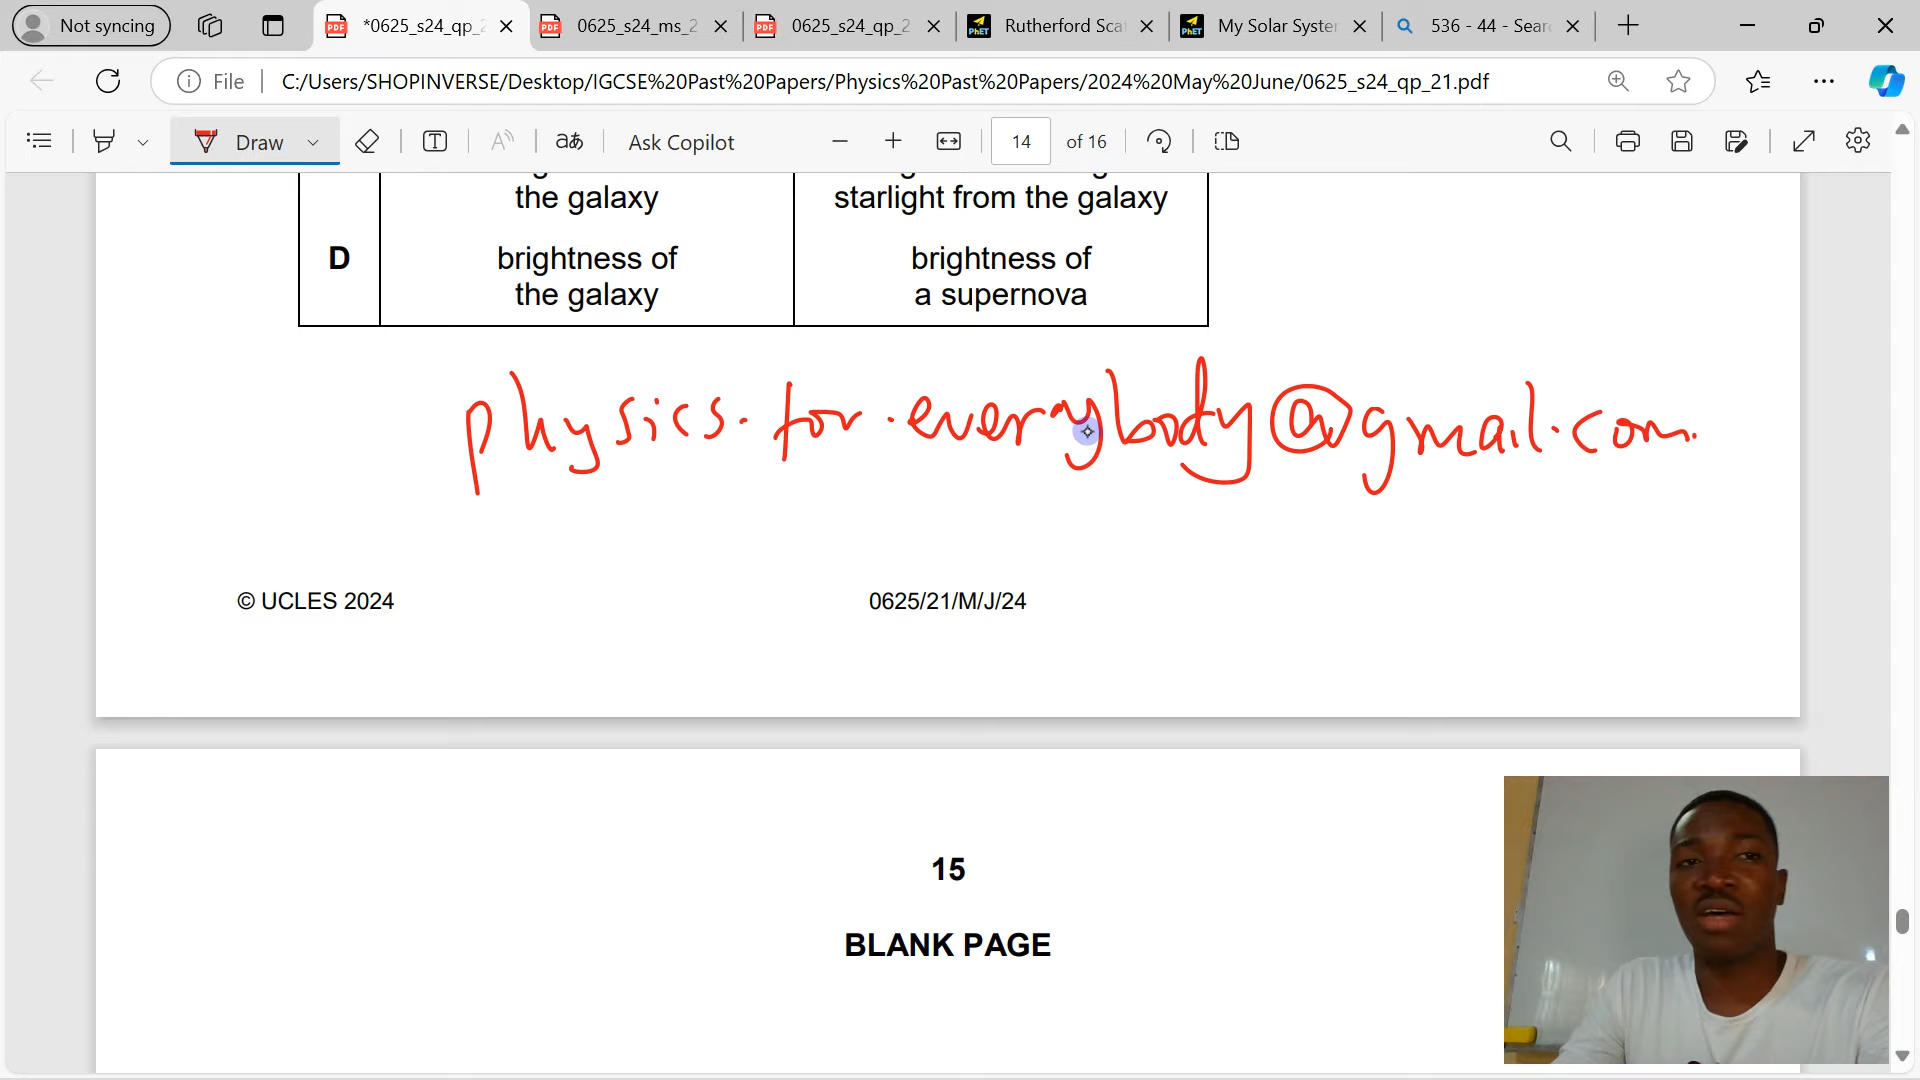 Not syncing
*0625_s24_qp_2
0625_s24_ms_2
0625_s24_qp_2
Rutherford Sca
My Solar System
536 - 44 - Sear
File
C:/Users/SHOPINVERSE/Desktop/IGCSE%20Past%20Papers/Physics%20Past%20Papers/2024%20May%20June/0625_s24_qp_21.pdf
Draw
Ask Copilot
14
of 16
the galaxy
starlight from the galaxy
D
brightness of
the galaxy
brightness of
a supernova
physics.for.everybody@gmail.com.
© UCLES 2024
0625/21/M/J/24
15
BLANK PAGE